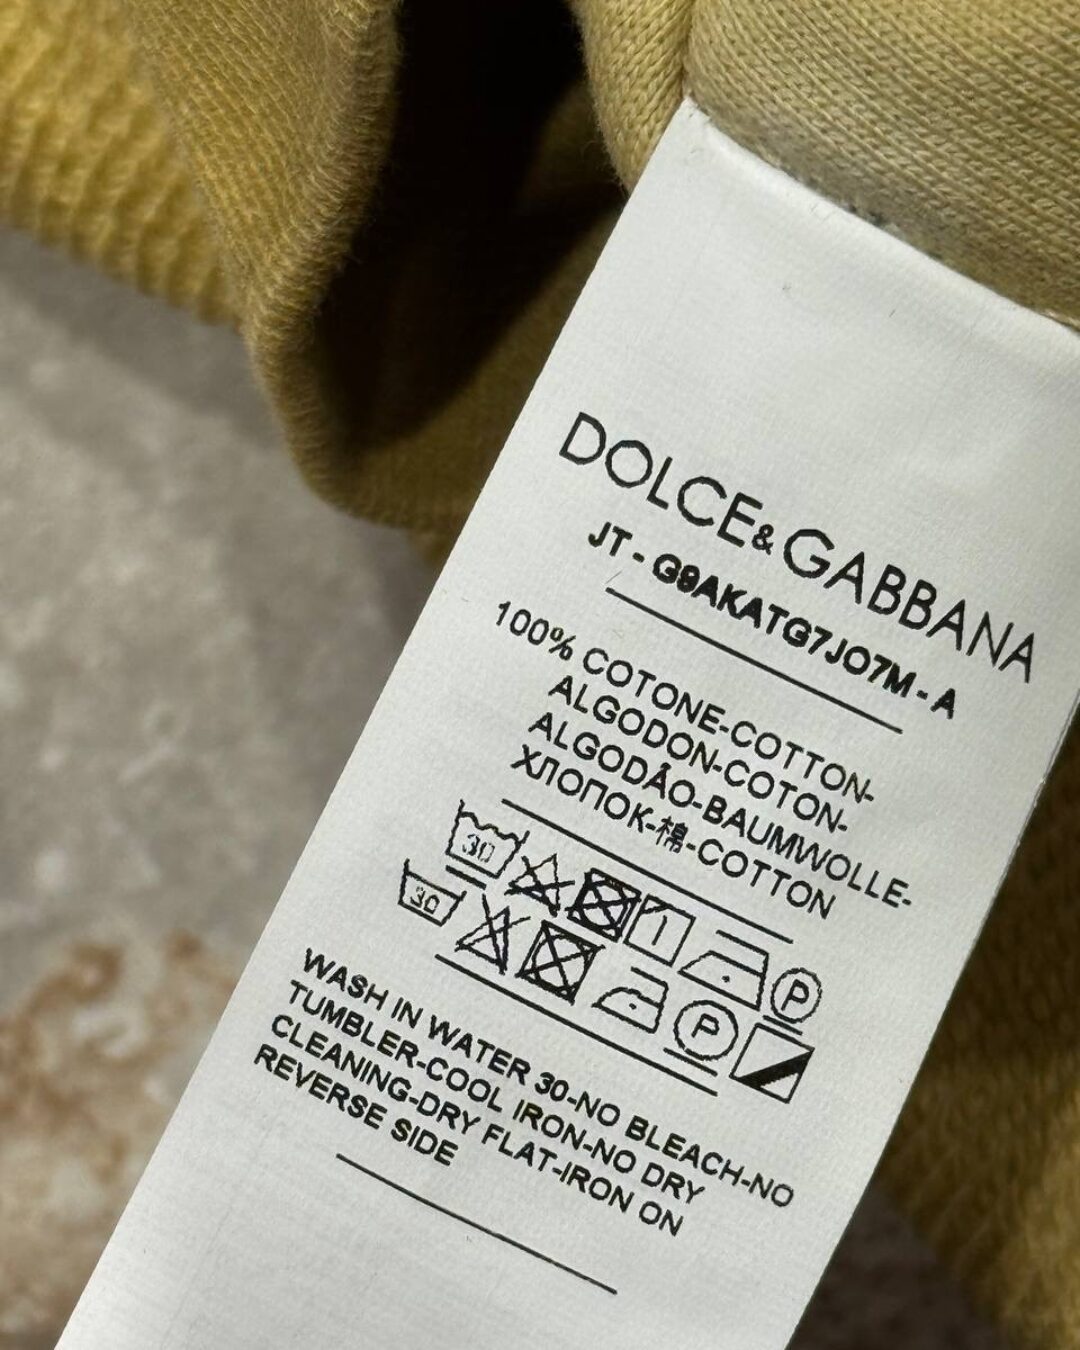 DOLCE&GABBANA
JT - G9AKATG7JO7M - A
100% COTONE-COTTON-
ALGODON-COTON-
ALGODÃO-BAUMWOLLE-
ХЛОПОК-棉-COTTON
30 P
30 P
WASH IN WATER 30-NO BLEACH-NO
TUMBLER-COOL IRON-NO DRY
CLEANING-DRY FLAT-IRON ON
REVERSE SIDE